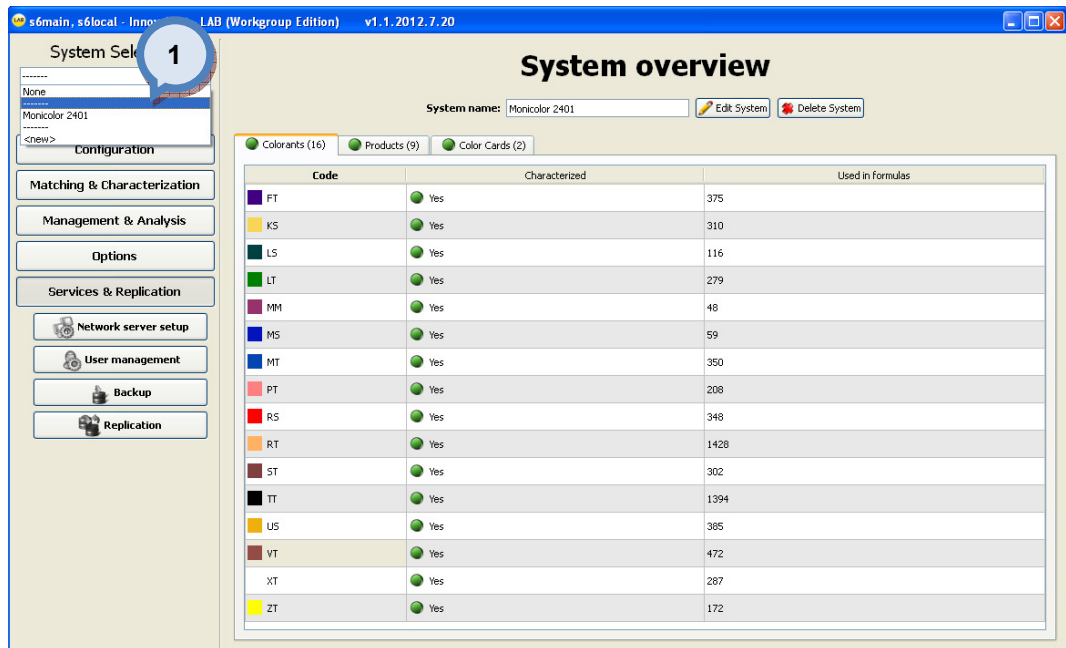 LAB s6main, s6local - Inno LAB (Workgroup Edition) v1.1.2012.7.20
System Sele
1
-------
None
-------
Monicolor 2401
-------
<new>
Configuration
Matching & Characterization
Management & Analysis
Options
Services & Replication
Network server setup
User management
Backup
Replication
System overview
System name: Monicolor 2401 Edit System Delete System
Colorants (16) Products (9) Color Cards (2)
Code Characterized Used in formulas
FT Yes 375
KS Yes 310
LS Yes 116
LT Yes 279
MM Yes 48
MS Yes 59
MT Yes 350
PT Yes 208
RS Yes 348
RT Yes 1428
ST Yes 302
TT Yes 1394
US Yes 385
VT Yes 472
XT Yes 287
ZT Yes 172